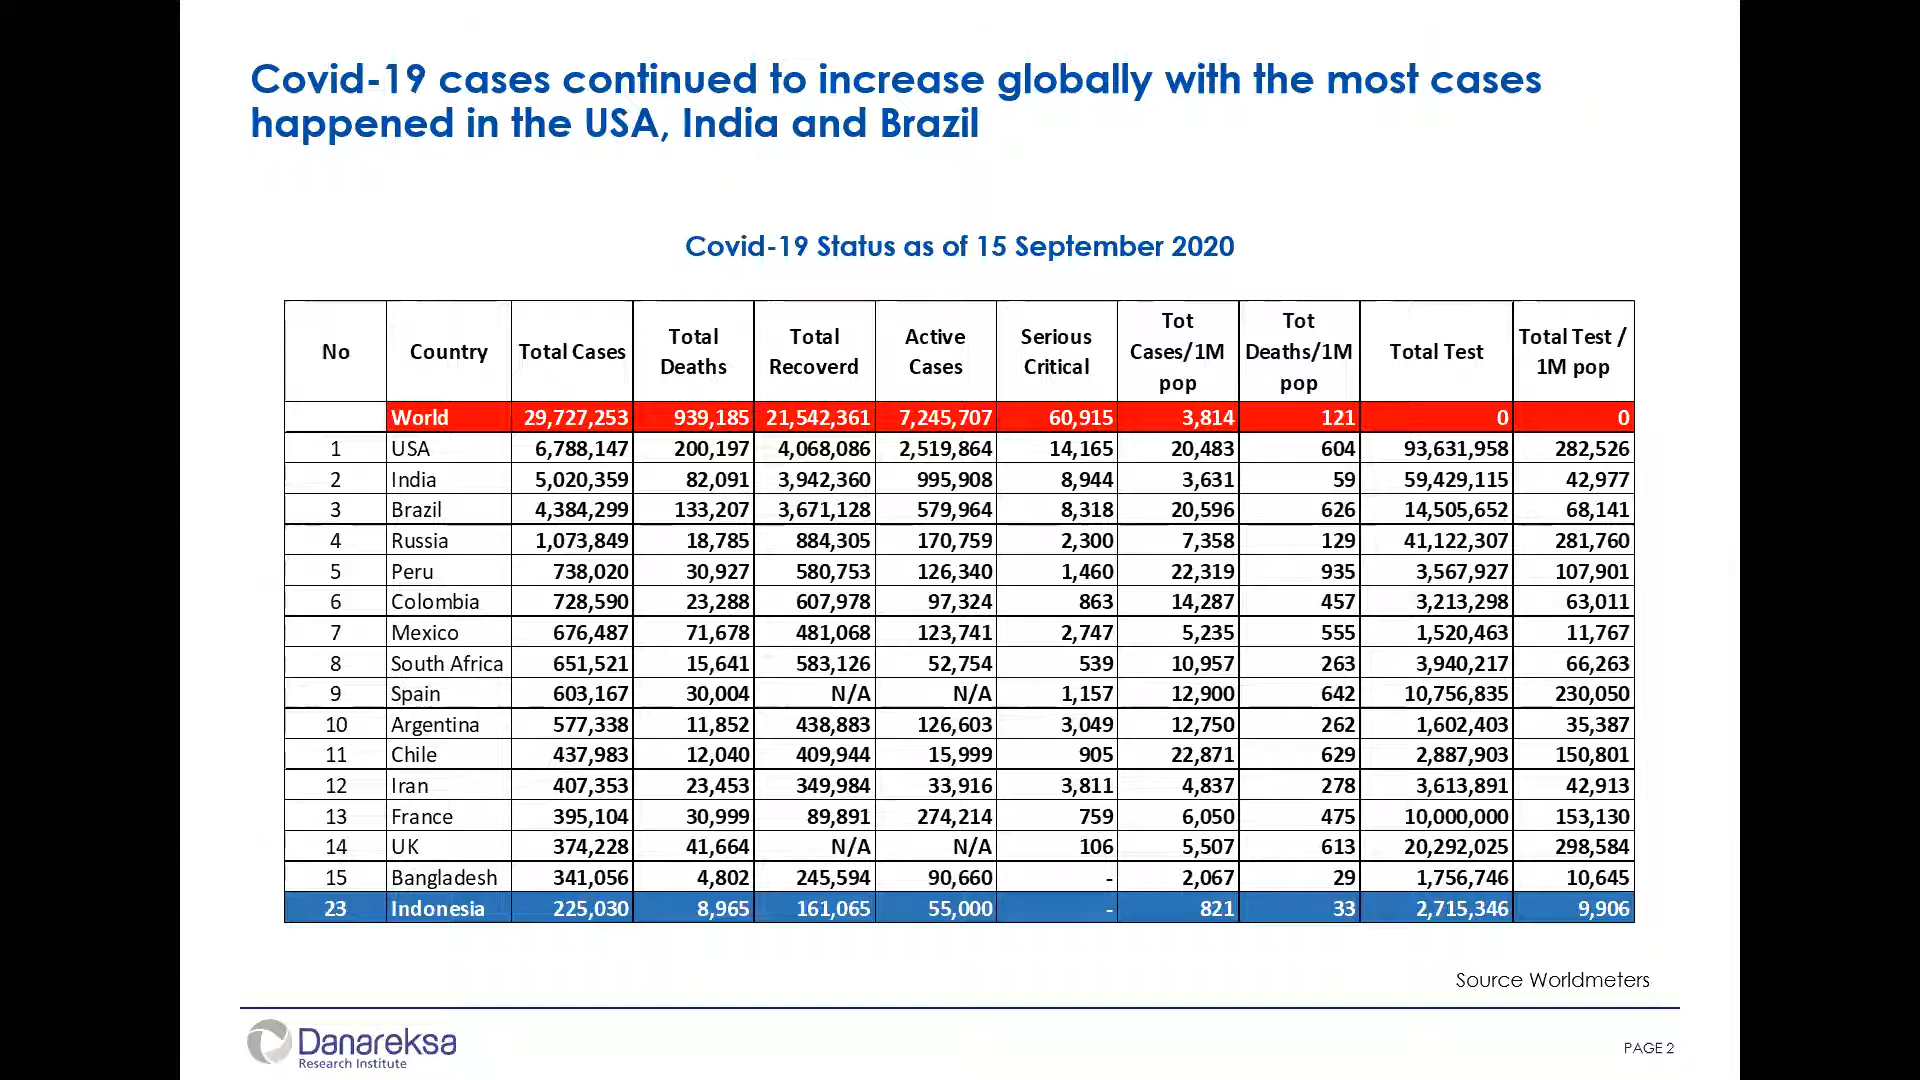 Covid-19 cases continued to increase globally with the most cases
happened in the USA, India and Brazil
Covid-19 Status as of 15 September 2020
No Country Total Cases Total Deaths Total Recoverd Active Cases Serious Critical Tot Cases/1M pop Tot Deaths/1M pop Total Test Total Test / 1M pop
World 29,727,253 939,185 21,542,361 7,245,707 60,915 3,814 121 0 0
1 USA 6,788,147 200,197 4,068,086 2,519,864 14,165 20,483 604 93,631,958 282,526
2 India 5,020,359 82,091 3,942,360 995,908 8,944 3,631 59 59,429,115 42,977
3 Brazil 4,384,299 133,207 3,671,128 579,964 8,318 20,596 626 14,505,652 68,141
4 Russia 1,073,849 18,785 884,305 170,759 2,300 7,358 129 41,122,307 281,760
5 Peru 738,020 30,927 580,753 126,340 1,460 22,319 935 3,567,927 107,901
6 Colombia 728,590 23,288 607,978 97,324 863 14,287 457 3,213,298 63,011
7 Mexico 676,487 71,678 481,068 123,741 2,747 5,235 555 1,520,463 11,767
8 South Africa 651,521 15,641 583,126 52,754 539 10,957 263 3,940,217 66,263
9 Spain 603,167 30,004 N/A N/A 1,157 12,900 642 10,756,835 230,050
10 Argentina 577,338 11,852 438,883 126,603 3,049 12,750 262 1,602,403 35,387
11 Chile 437,983 12,040 409,944 15,999 905 22,871 629 2,887,903 150,801
12 Iran 407,353 23,453 349,984 33,916 3,811 4,837 278 3,613,891 42,913
13 France 395,104 30,999 89,891 274,214 759 6,050 475 10,000,000 153,130
14 UK 374,228 41,664 N/A N/A 106 5,507 613 20,292,025 298,584
15 Bangladesh 341,056 4,802 245,594 90,660 - 2,067 29 1,756,746 10,645
23 Indonesia 225,030 8,965 161,065 55,000 - 821 33 2,715,346 9,906
Source Worldmeters
Danareksa
Research Institute
PAGE 2